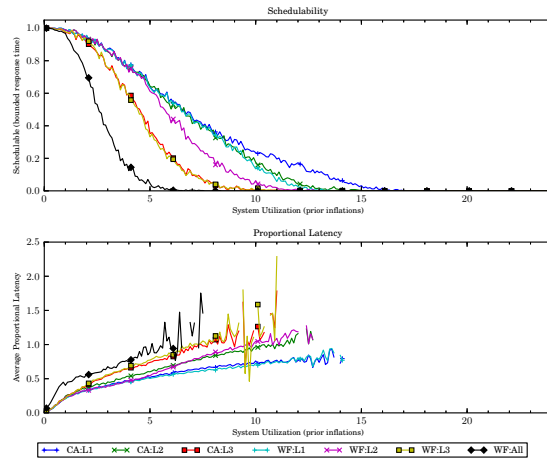 Schedulability
Schedulable (bounded response time)
1.0
0.8
0.6
0.4
0.2
0.0
0 5 10 15 20
System Utilization (prior inflations)
Proportional Latency
Average Proportional Latency
2.5
2.0
1.5
1.0
0.5
0.0
0 5 10 15 20
System Utilization (prior inflations)
CA:L1 CA:L2 CA:L3 WF:L1 WF:L2 WF:L3 WF:All